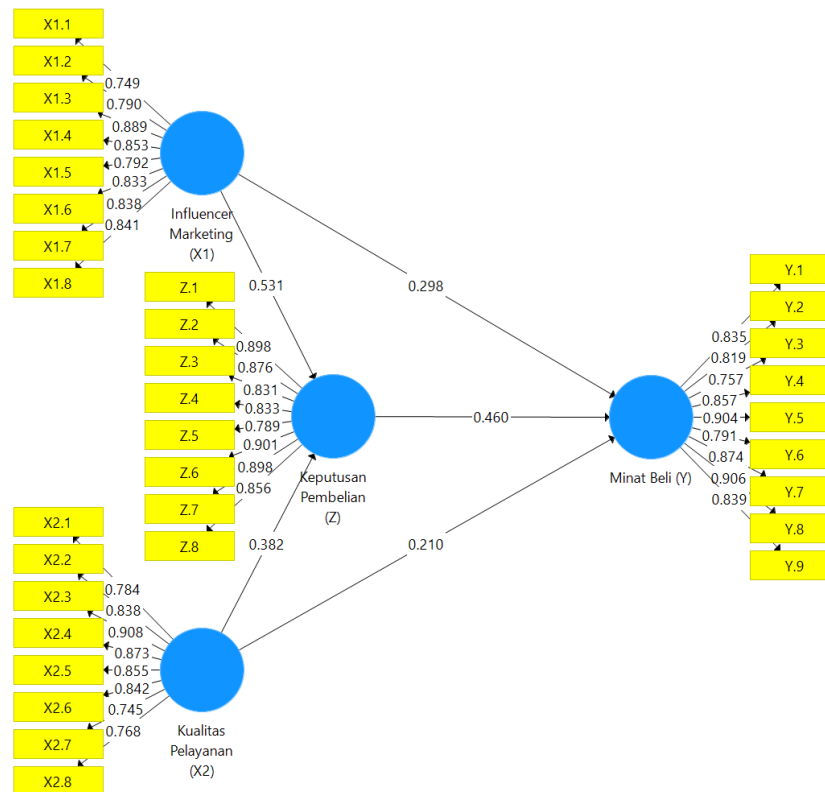 X1.1
X1.2
X1.3
X1.4
X1.5
X1.6
X1.7
X1.8
0.749
0.790
0.889
0.853
0.792
0.833
0.838
0.841
Influencer
Marketing
(X1)
0.531
0.298
Z.1
Z.2
Z.3
Z.4
Z.5
Z.6
Z.7
Z.8
0.898
0.876
0.831
0.833
0.789
0.901
0.898
0.856
Keputusan
Pembelian
(Z)
0.460
0.382
0.210
Y.1
Y.2
Y.3
Y.4
Y.5
Y.6
Y.7
Y.8
Y.9
0.835
0.819
0.757
0.857
0.904
0.791
0.874
0.906
0.839
Minat Beli (Y)
X2.1
X2.2
X2.3
X2.4
X2.5
X2.6
X2.7
X2.8
0.784
0.838
0.908
0.873
0.855
0.842
0.745
0.768
Kualitas
Pelayanan
(X2)